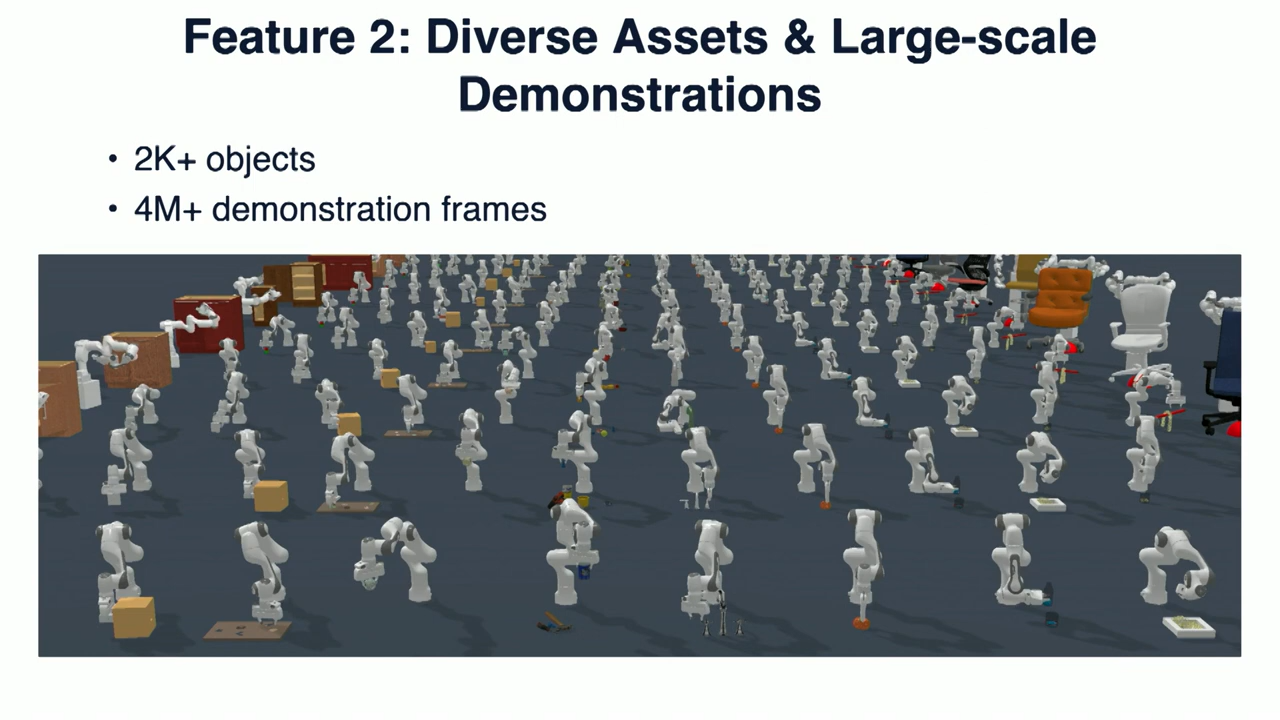 Feature 2: Diverse Assets & Large-scale
Demonstrations
• 2K+ objects
• 4M+ demonstration frames